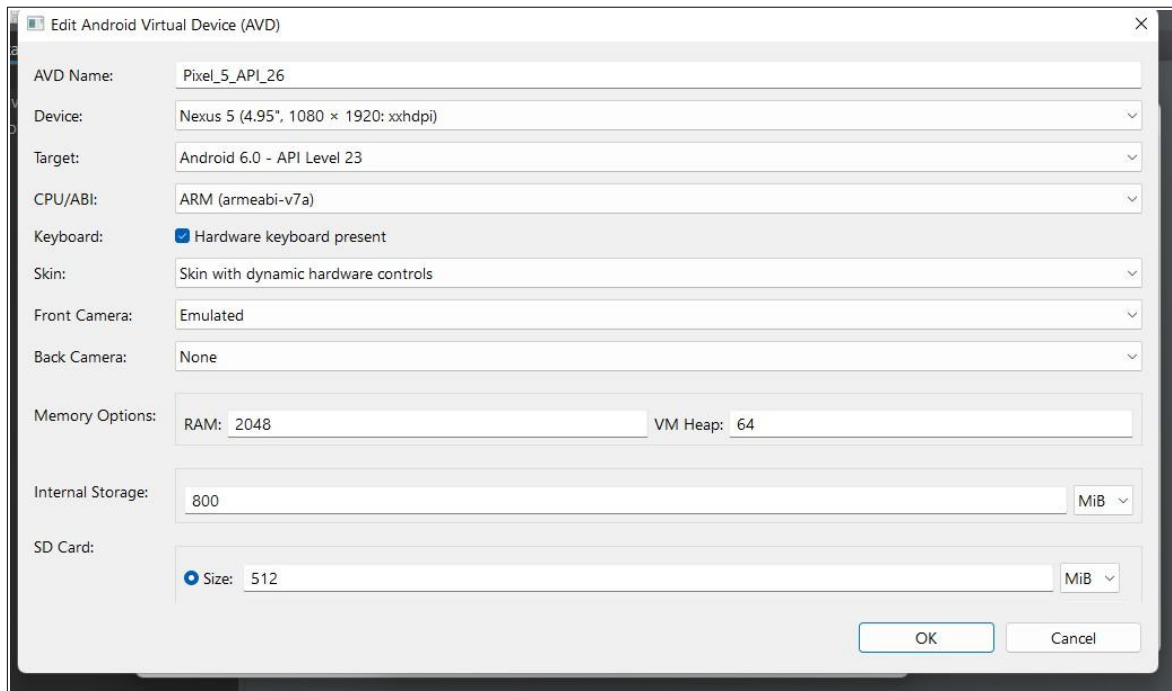 Edit Android Virtual Device (AVD)
AVD Name: Pixel_5_API_26
Device: Nexus 5 (4.95", 1080 × 1920: xxhdpi)
Target: Android 6.0 - API Level 23
CPU/ABI: ARM (armeabi-v7a)
Keyboard: Hardware keyboard present
Skin: Skin with dynamic hardware controls
Front Camera: Emulated
Back Camera: None
Memory Options: RAM: 2048 VM Heap: 64
Internal Storage: 800 MiB
SD Card:
Size: 512 MiB
OK Cancel